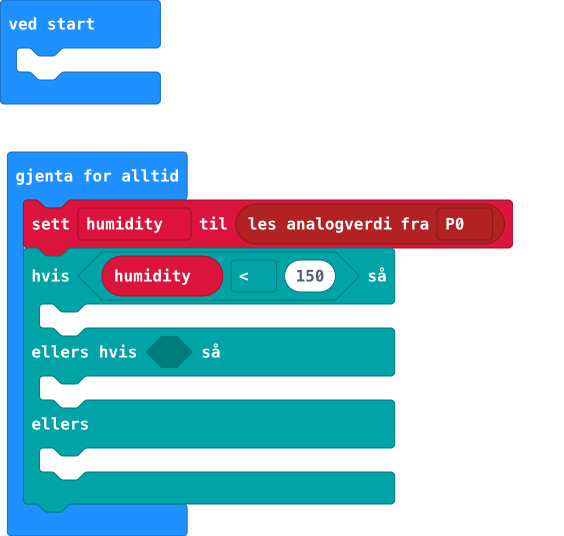 ved start
gjenta for alltid
sett humidity til les analogverdi fra P0
hvis humidity < 150 så
ellers hvis så
ellers